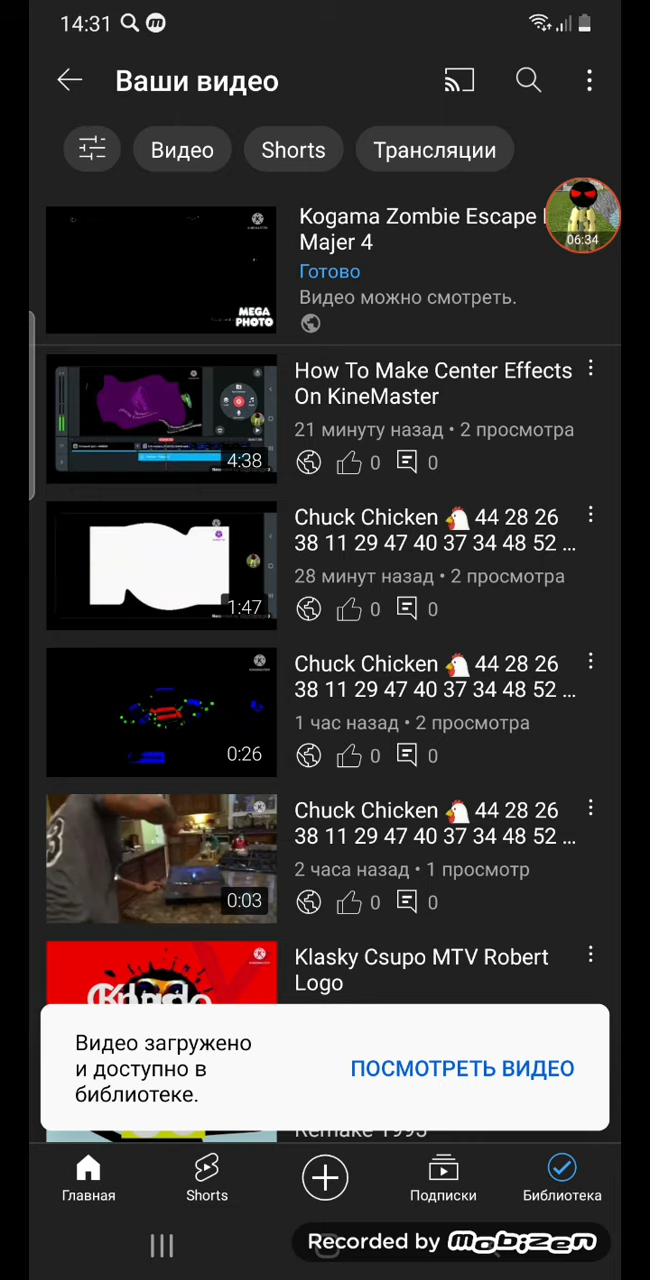 14:31
Ваши видео
Видео
Shorts
Трансляции
Kogama Zombie Escape
Majer 4
06:34
Готово
Видео можно смотреть.
MEGA
PHOTO
How To Make Center Effects
On KineMaster
21 минуту назад • 2 просмотра
0
0
4:38
Chuck Chicken 🐔 44 28 26
38 11 29 47 40 37 34 48 52 ...
28 минут назад • 2 просмотра
0
0
1:47
Chuck Chicken 🐔 44 28 26
38 11 29 47 40 37 34 48 52 ...
1 час назад • 2 просмотра
0
0
0:26
Chuck Chicken 🐔 44 28 26
38 11 29 47 40 37 34 48 52 ...
2 часа назад • 1 просмотр
0
0
0:03
Klasky Csupo MTV Robert
Logo
Видео загружено
и доступно в
библиотеке.
ПОСМОТРЕТЬ ВИДЕО
Remake 1995
Главная
Shorts
Подписки
Библиотека
Recorded by mobizen